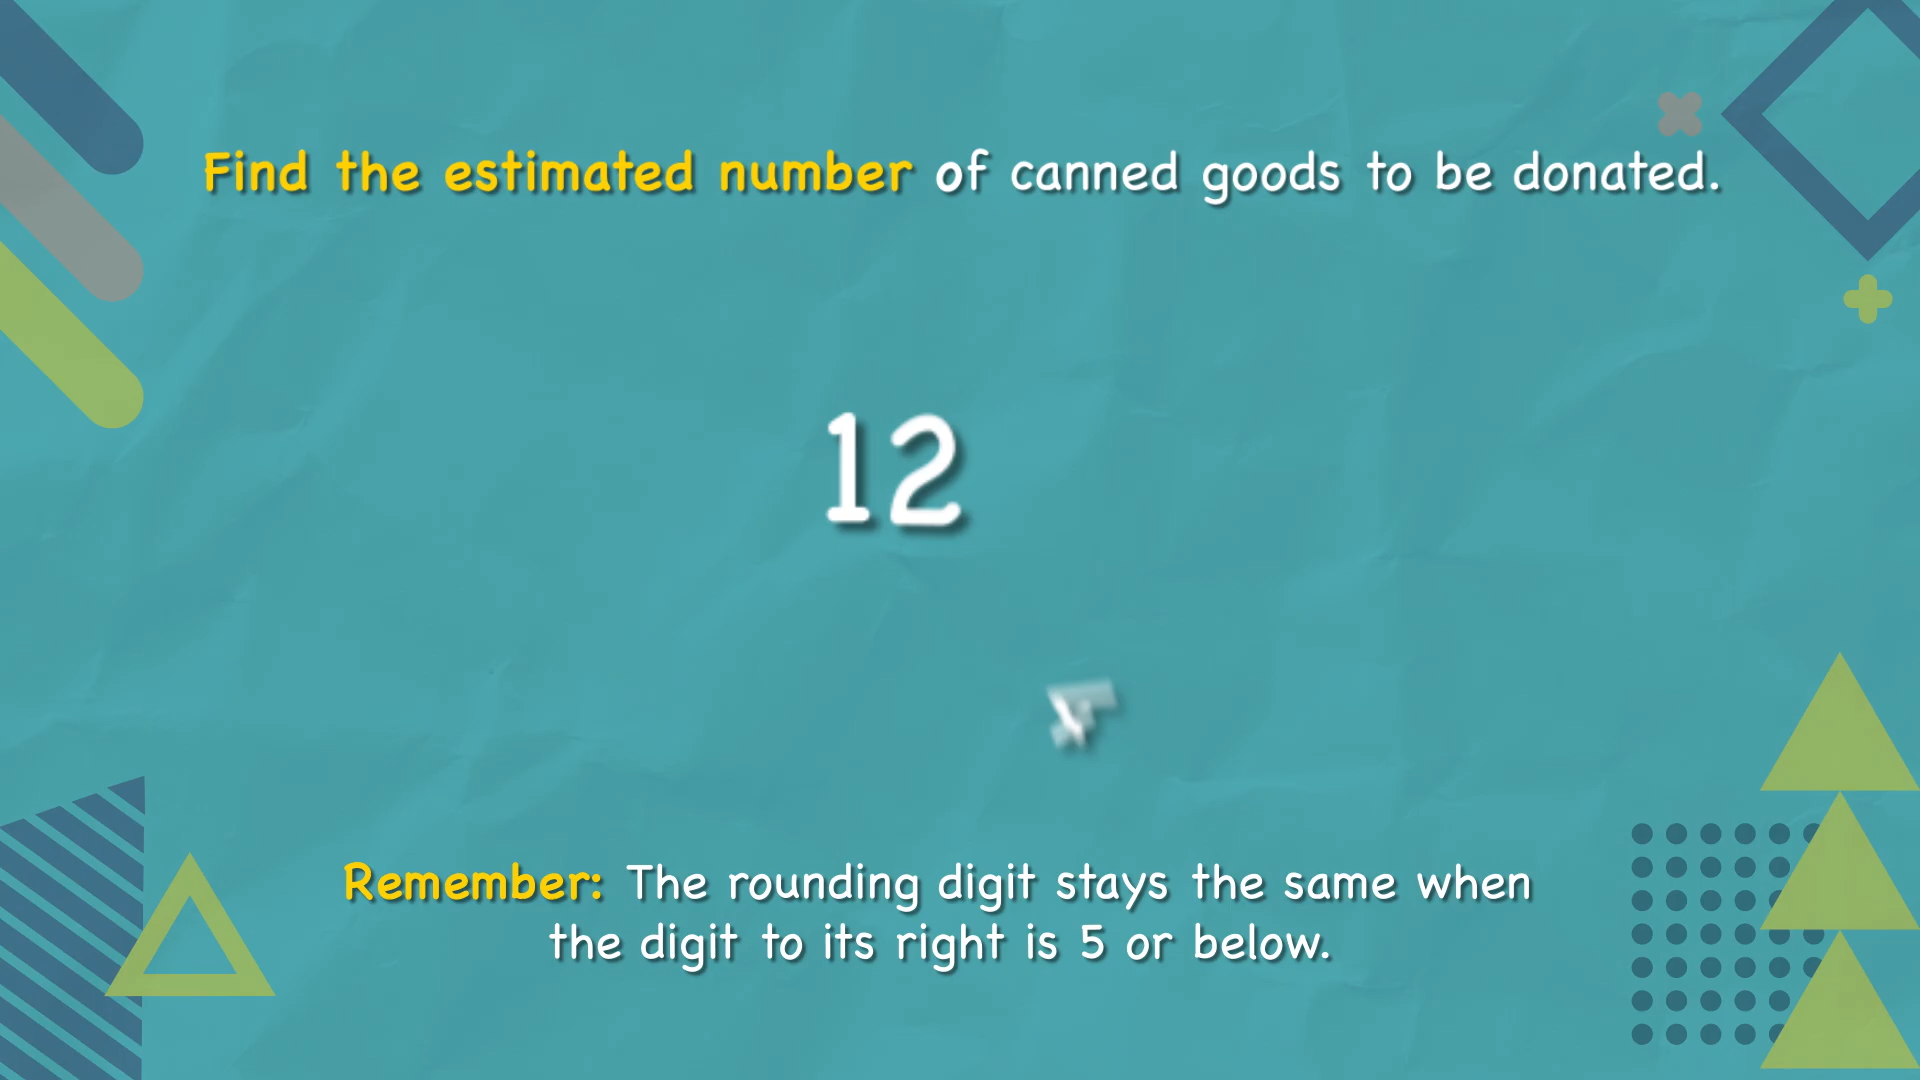 Find the estimated number of canned goods to be donated.
12
Remember: The rounding digit stays the same when
the digit to its right is 5 or below.